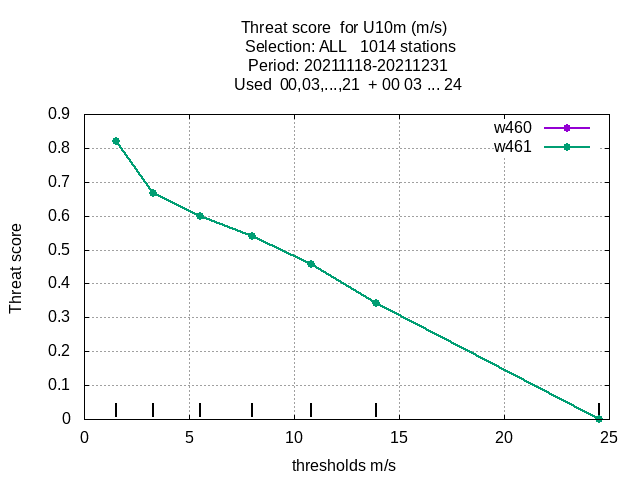 Threat score  for U10m (m/s)
Selection: ALL   1014 stations
Period: 20211118-20211231
Used  00,03,...,21  + 00 03 ... 24
w460
w461
0.9
0.8
0.7
0.6
0.5
0.4
0.3
0.2
0.1
0
Threat score
0 5 10 15 20 25
thresholds m/s